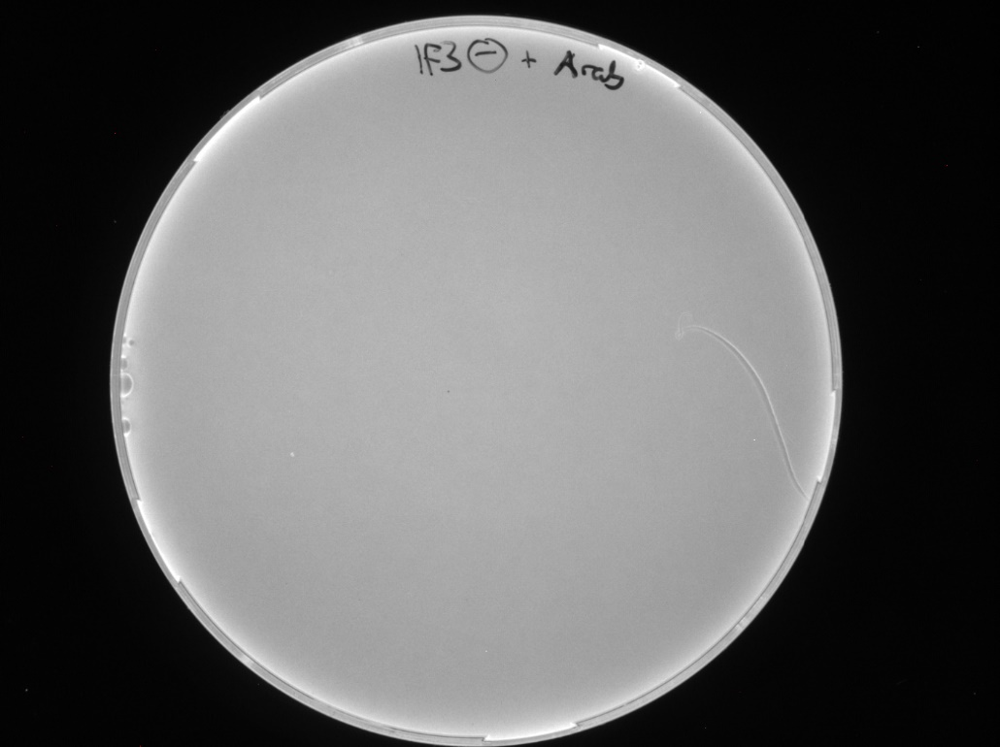 IF3 ⊖ + Arab